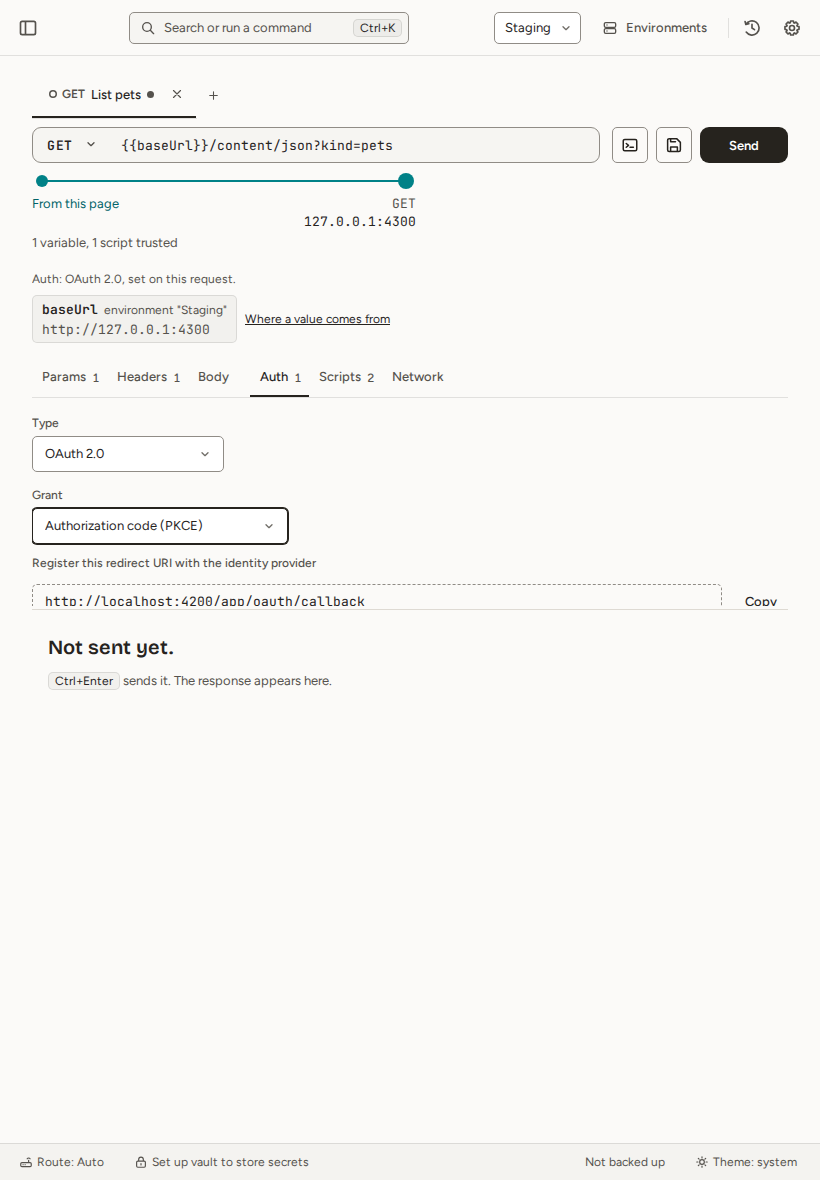 Search or run a command Ctrl+K Staging Environments
GET List pets
GET {{baseUrl}}/content/json?kind=pets Send
From this page GET
127.0.0.1:4300
1 variable, 1 script trusted
Auth: OAuth 2.0, set on this request.
baseUrl environment "Staging"
http://127.0.0.1:4300
Where a value comes from
Params 1 Headers 1 Body Auth 1 Scripts 2 Network
Type
OAuth 2.0
Grant
Authorization code (PKCE)
Register this redirect URI with the identity provider
http://localhost:4200/app/oauth/callback Copy
Not sent yet.
Ctrl+Enter sends it. The response appears here.
Route: Auto Set up vault to store secrets Not backed up Theme: system